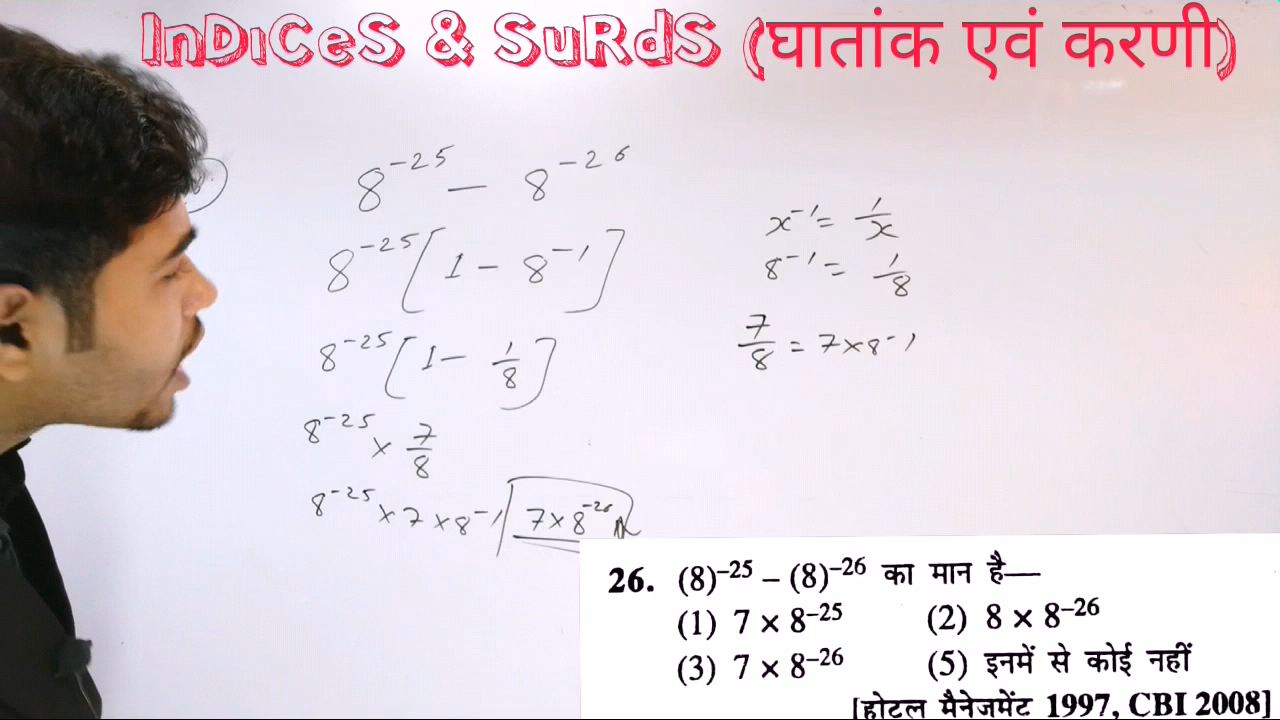 InDiCeS & SuRdS (घातांक एवं करणी)
8⁻²⁵ – 8⁻²⁶
8⁻²⁵[1 – 8⁻¹]
8⁻²⁵[1 – 1/8]
8⁻²⁵ × 7/8
8⁻²⁵ × 7 × 8⁻¹ 7×8⁻²⁶
x⁻¹ = 1/x
8⁻¹ = 1/8
7/8 = 7×8⁻¹
26. (8)⁻²⁵ – (8)⁻²⁶ का मान है—
(1) 7 × 8⁻²⁵ (2) 8 × 8⁻²⁶
(3) 7 × 8⁻²⁶ (5) इनमें से कोई नहीं
[होटल मैनेजमेंट 1997, CBI 2008]